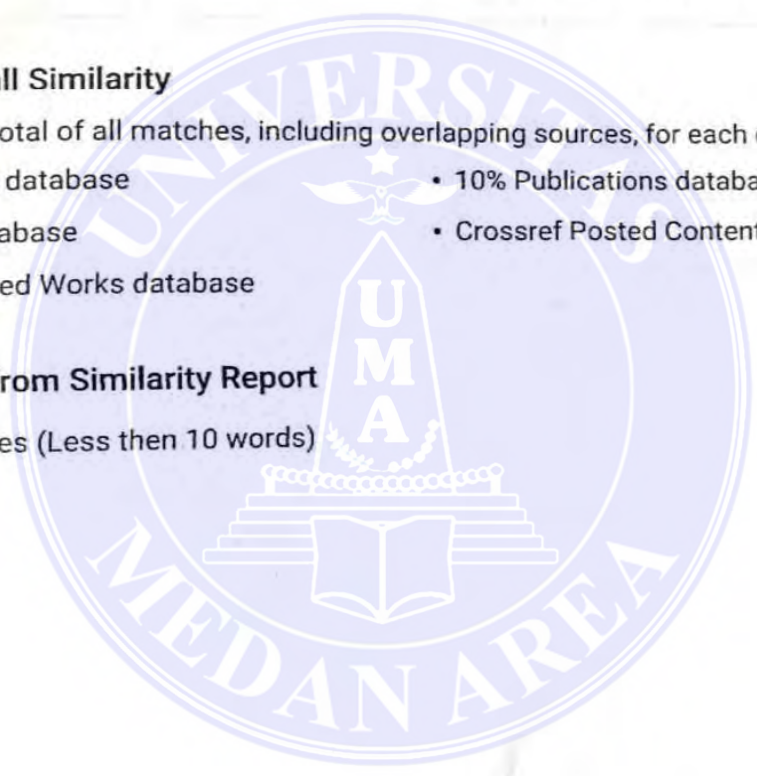 ll Similarity
otal of all matches, including overlapping sources, for each
database
• 10% Publications databa
abase
• Crossref Posted Content
ed Works database
rom Similarity Report
es (Less then 10 words)
UNIVERSITAS
UMA
MEDAN AREA